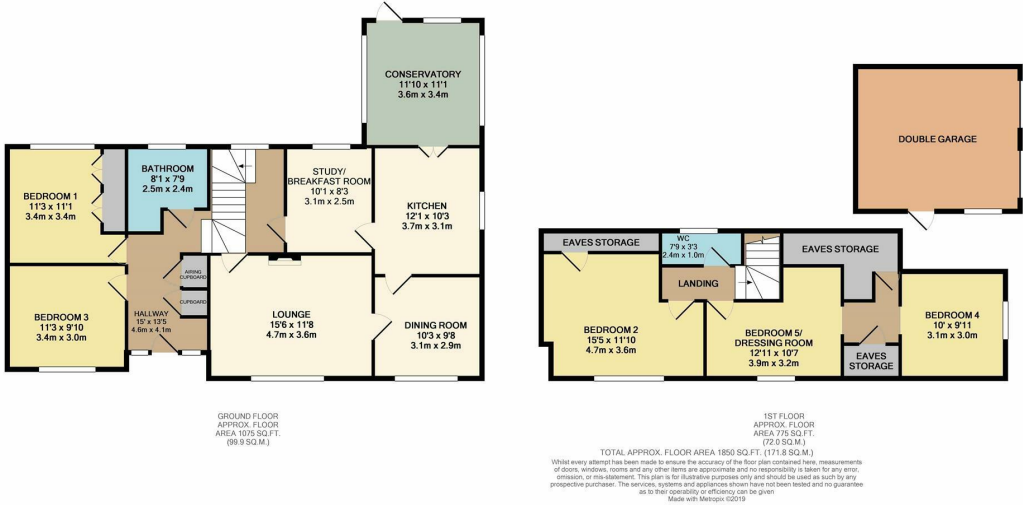 CONSERVATORY
11'10 x 11'1
3.6m x 3.4m
BEDROOM 1
11'3 x 11'1
3.4m x 3.4m
BATHROOM
8'1 x 7'9
2.5m x 2.4m
STUDY/
BREAKFAST ROOM
10'1 x 8'3
3.1m x 2.5m
KITCHEN
12'1 x 10'3
3.7m x 3.1m
AIRING
CUPBOARD
CUPBOARD
BEDROOM 3
11'3 x 9'10
3.4m x 3.0m
HALLWAY
15' x 13'5
4.6m x 4.1m
LOUNGE
15'6 x 11'8
4.7m x 3.6m
DINING ROOM
10'3 x 9'8
3.1m x 2.9m
GROUND FLOOR
APPROX. FLOOR
AREA 1075 SQ.FT.
(99.9 SQ.M.)
DOUBLE GARAGE
EAVES STORAGE
WC
7'9 x 3'3
2.4m x 1.0m
EAVES STORAGE
LANDING
BEDROOM 2
15'5 x 11'10
4.7m x 3.6m
BEDROOM 5/
DRESSING ROOM
12'11 x 10'7
3.9m x 3.2m
EAVES
STORAGE
BEDROOM 4
10' x 9'11
3.1m x 3.0m
1ST FLOOR
APPROX. FLOOR
AREA 775 SQ.FT.
(72.0 SQ.M.)
TOTAL APPROX. FLOOR AREA 1850 SQ.FT. (171.8 SQ.M.)
Whilst every attempt has been made to ensure the accuracy of the floor plan contained here, measurements
of doors, windows, rooms and any other items are approximate and no responsibility is taken for any error,
omission, or mis-statement. This plan is for illustrative purposes only and should be used as such by any
prospective purchaser. The services, systems and appliances shown have not been tested and no guarantee
as to their operability or efficiency can be given
Made with Metropix ©2019